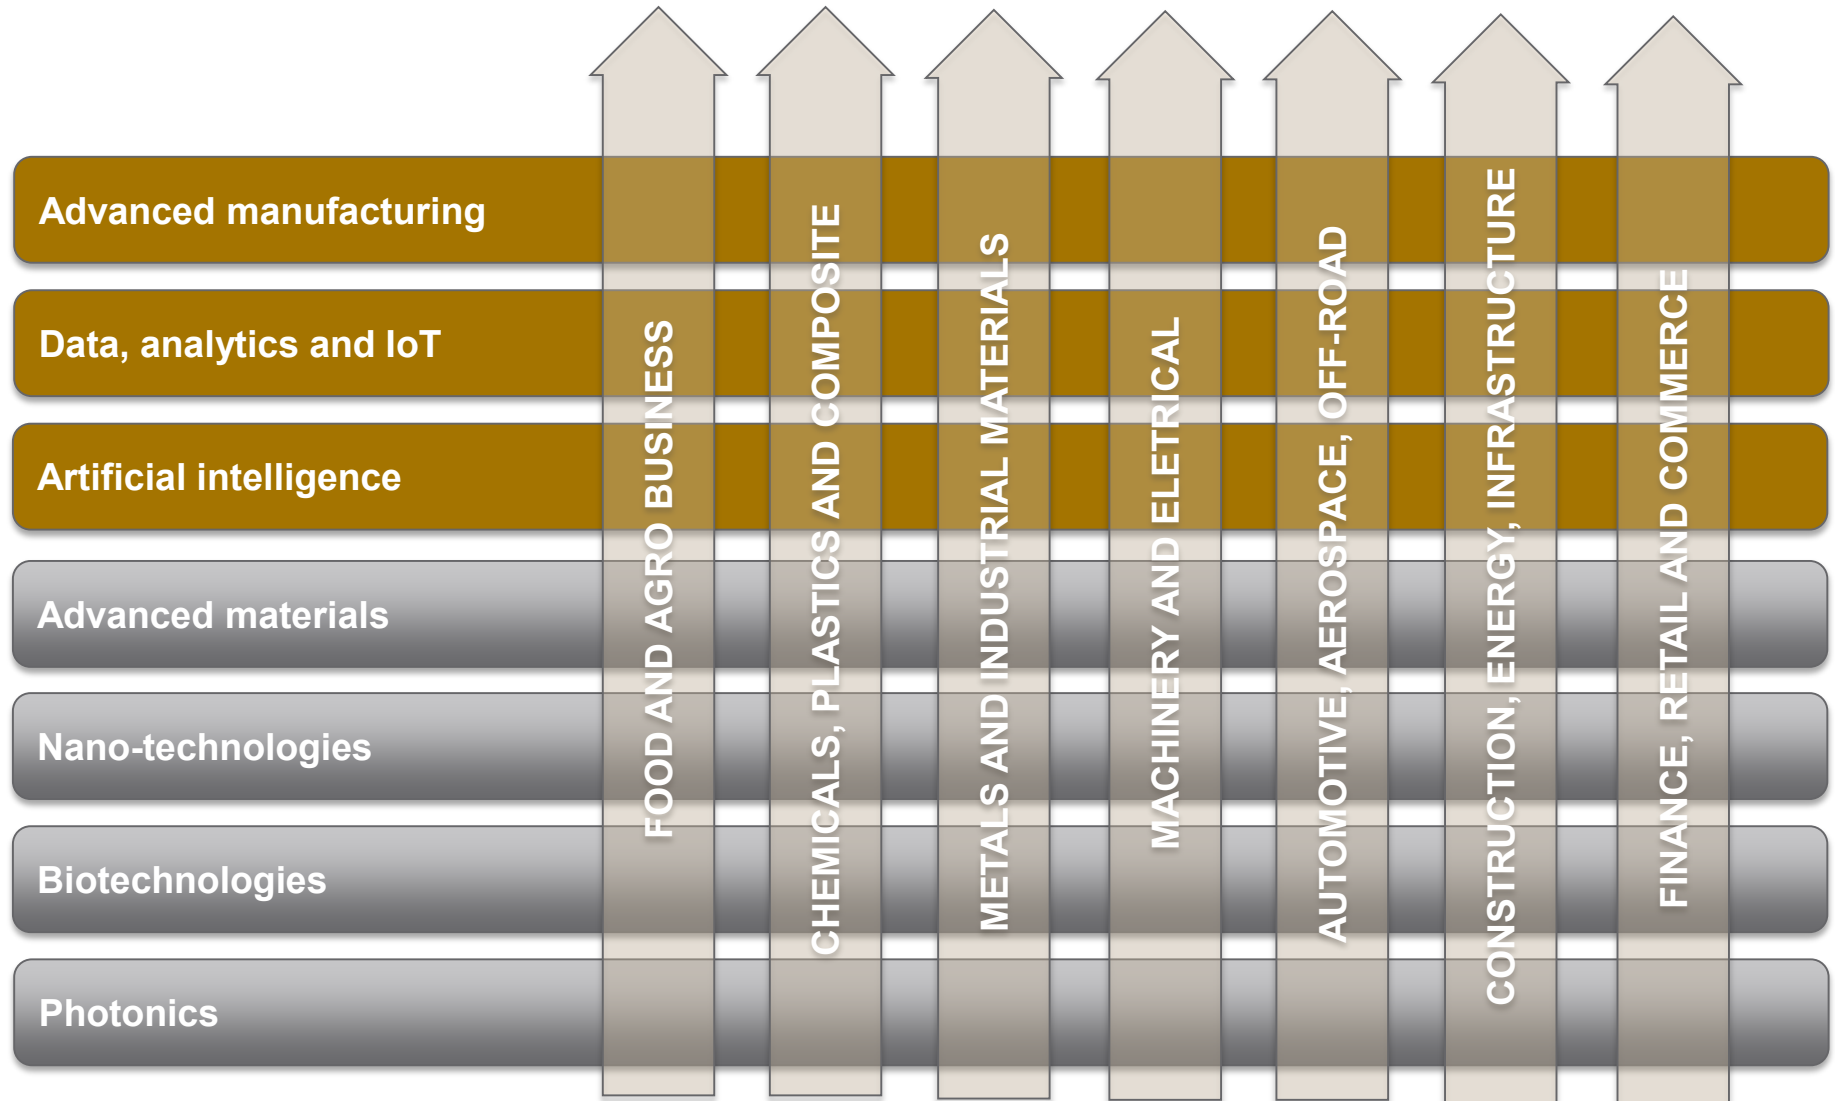 Advanced manufacturing
Data, analytics and IoT
Artificial intelligence
Advanced materials
Nano-technologies
Biotechnologies
Photonics
FOOD AND AGRO BUSINESS
CHEMICALS, PLASTICS AND COMPOSITE
METALS AND INDUSTRIAL MATERIALS
MACHINERY AND ELETRICAL
AUTOMOTIVE, AEROSPACE, OFF-ROAD
CONSTRUCTION, ENERGY, INFRASTRUCTURE
FINANCE, RETAIL AND COMMERCE